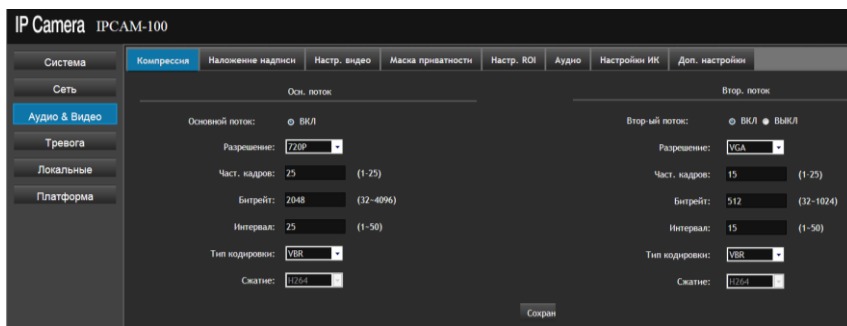 IP Camera IPCAM-100
Система
Сеть
Аудио & Видео
Тревога
Локальные
Платформа
Компрессия Наложение надписи Настр. видео Маска приватности Настр. ROI Аудио Настройки ИК Доп. настройки
Осн. поток
Основной поток: ВКЛ
Разрешение: 720P
Част. кадров: 25 (1-25)
Битрейт: 2048 (32-4096)
Интервал: 25 (1-50)
Тип кодировки: VBR
Сжатие: H264
Втор. поток
Втор-ый поток: ВКЛ ВЫКЛ
Разрешение: VGA
Част. кадров: 15 (1-25)
Битрейт: 512 (32-1024)
Интервал: 15 (1-50)
Тип кодировки: VBR
Сжатие: H264
Сохран